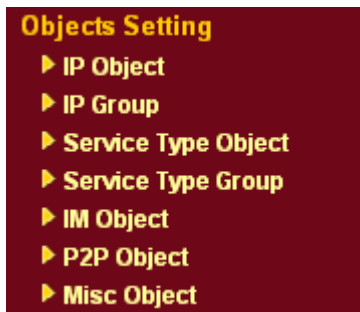 Objects Setting
IP Object
IP Group
Service Type Object
Service Type Group
IM Object
P2P Object
Misc Object